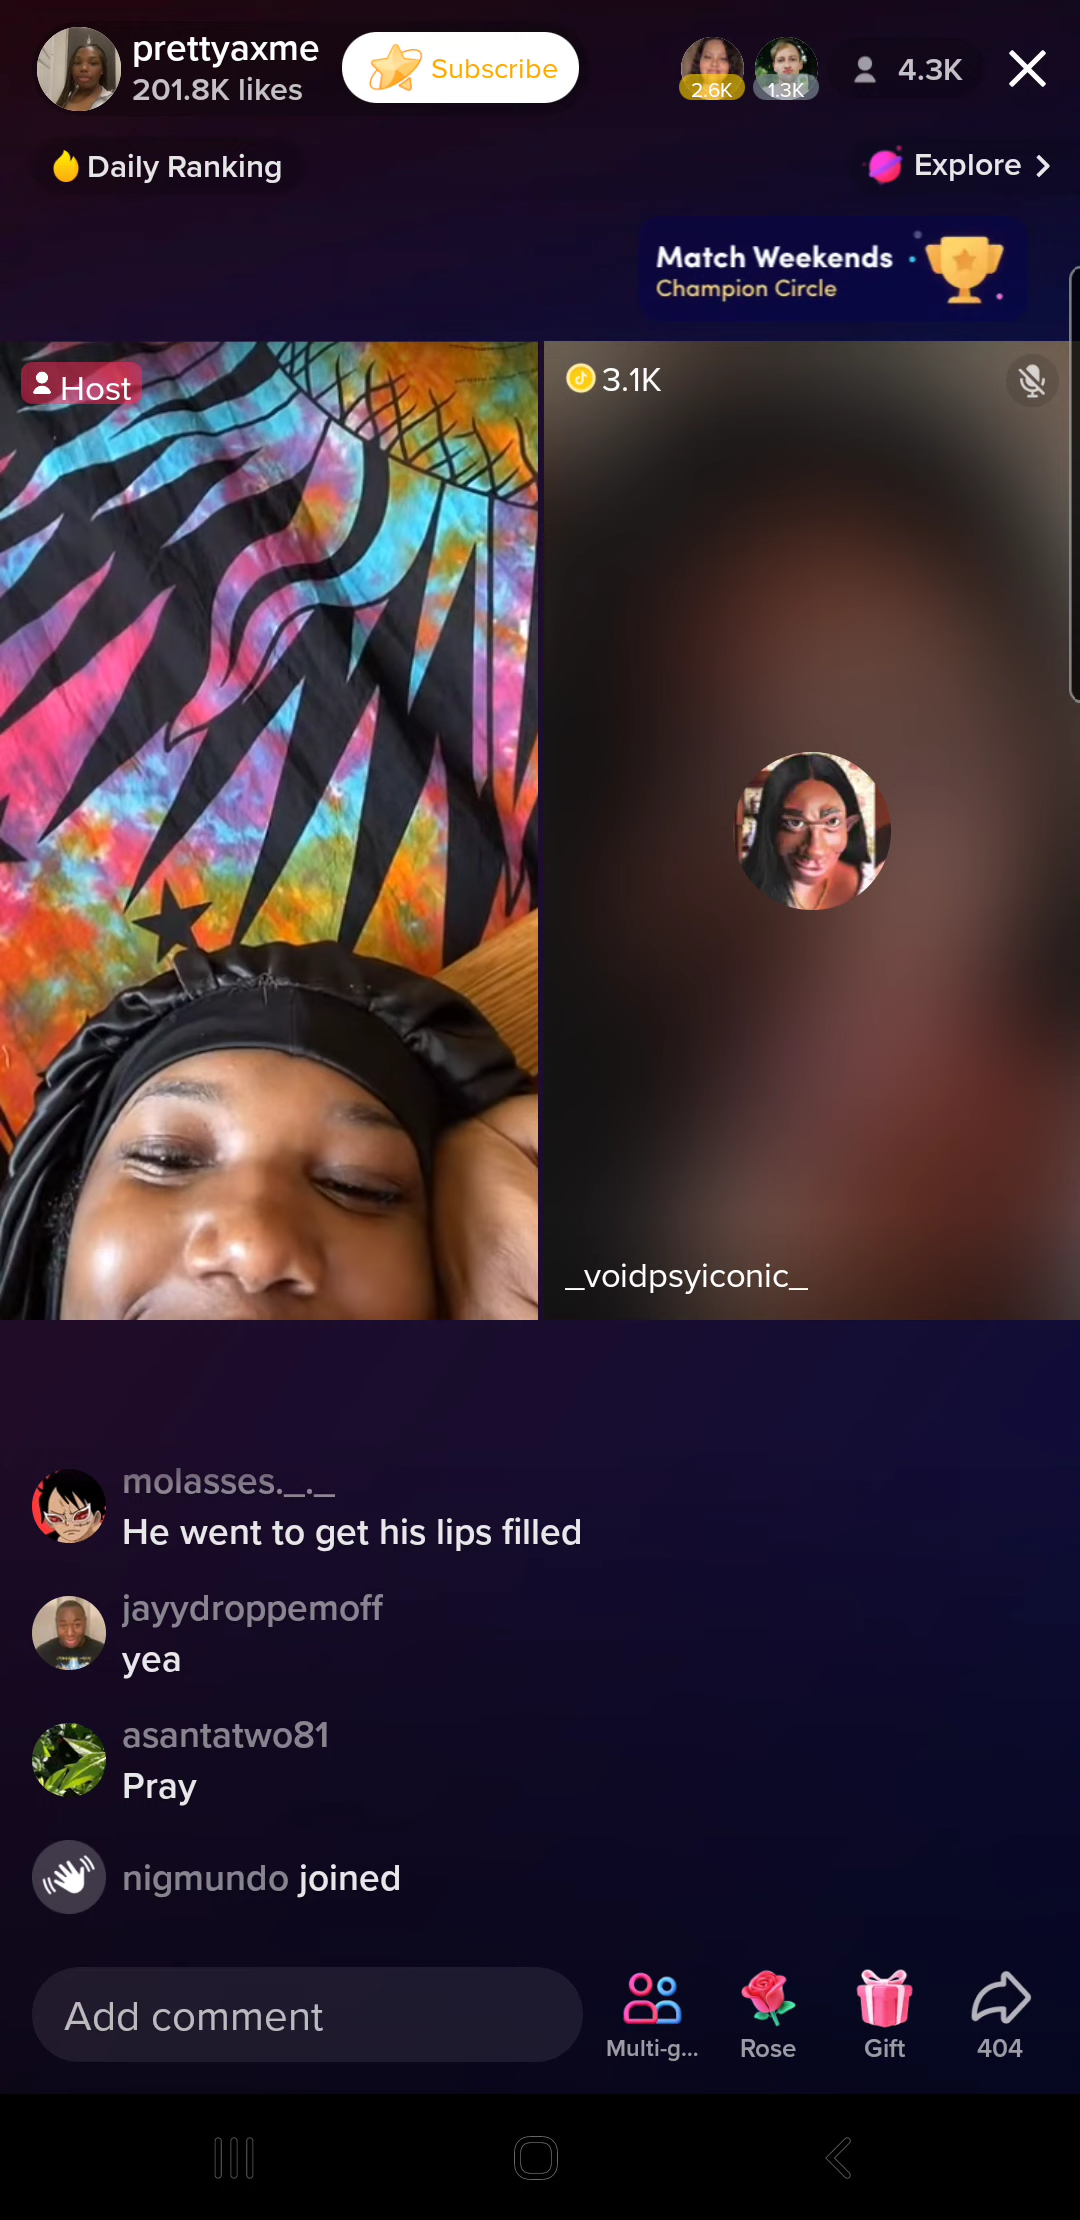 prettyaxme
201.8K likes
Subscribe
2.6K
1.3K
4.3K
Daily Ranking
Explore
Match Weekends
Champion Circle
Host
3.1K
_voidpsyiconic_
molasses._._
He went to get his lips filled
jayydroppemoff
yea
asantatwo81
Pray
nigmundo joined
Add comment
Multi-g...
Rose
Gift
404